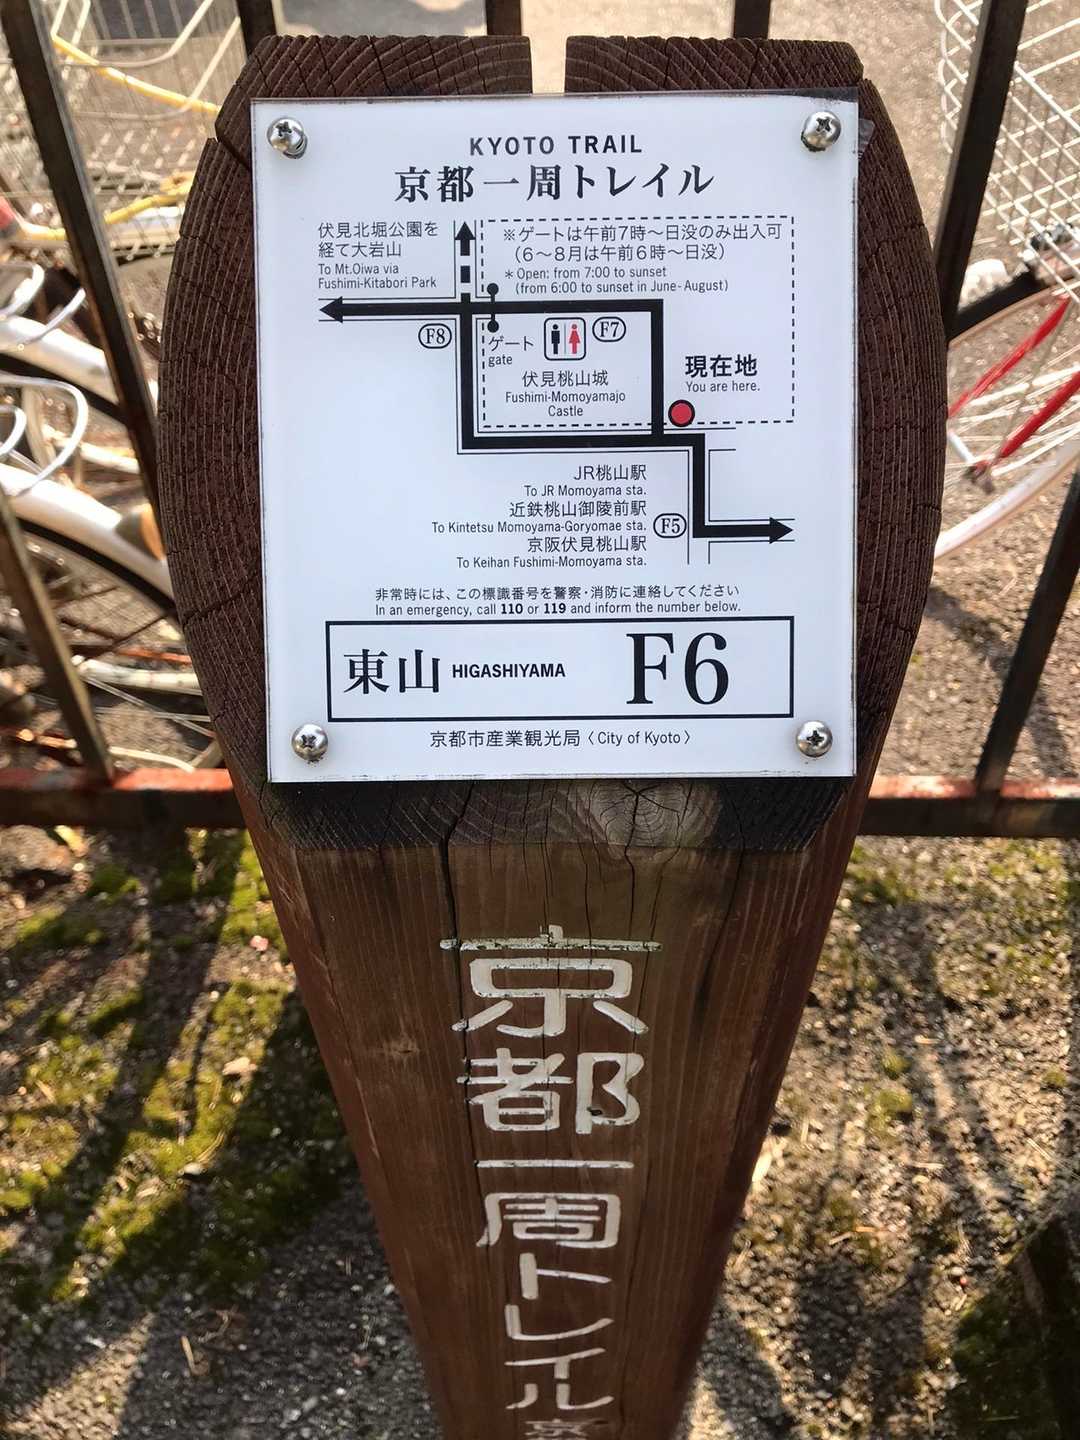 KYOTO TRAIL
京都一周トレイル
伏見北堀公園を
経て大岩山
To Mt.Oiwa via
Fushimi-Kitabori Park
※ゲートは午前7時〜日没のみ出入可
（6〜8月は午前6時〜日没）
＊Open: from 7:00 to sunset
(from 6:00 to sunset in June-August)
F8
ゲート
gate
F7
伏見桃山城
Fushimi-Momoyamajo
Castle
現在地
You are here.
JR桃山駅
To JR Momoyama sta.
近鉄桃山御陵前駅
To Kintetsu Momoyama-Goryomae sta.
京阪伏見桃山駅
To Keihan Fushimi-Momoyama sta.
F5
非常時には、この標識番号を警察・消防に連絡してください
In an emergency, call 110 or 119 and inform the number below.
東山 HIGASHIYAMA F6
京都市産業観光局〈City of Kyoto〉
京都一周トレイル